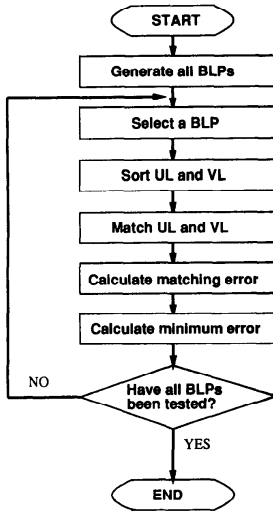 START
Generate all BLPs
Select a BLP
Sort UL and VL
Match UL and VL
Calculate matching error
Calculate minimum error
NO
Have all BLPs
been tested?
YES
END